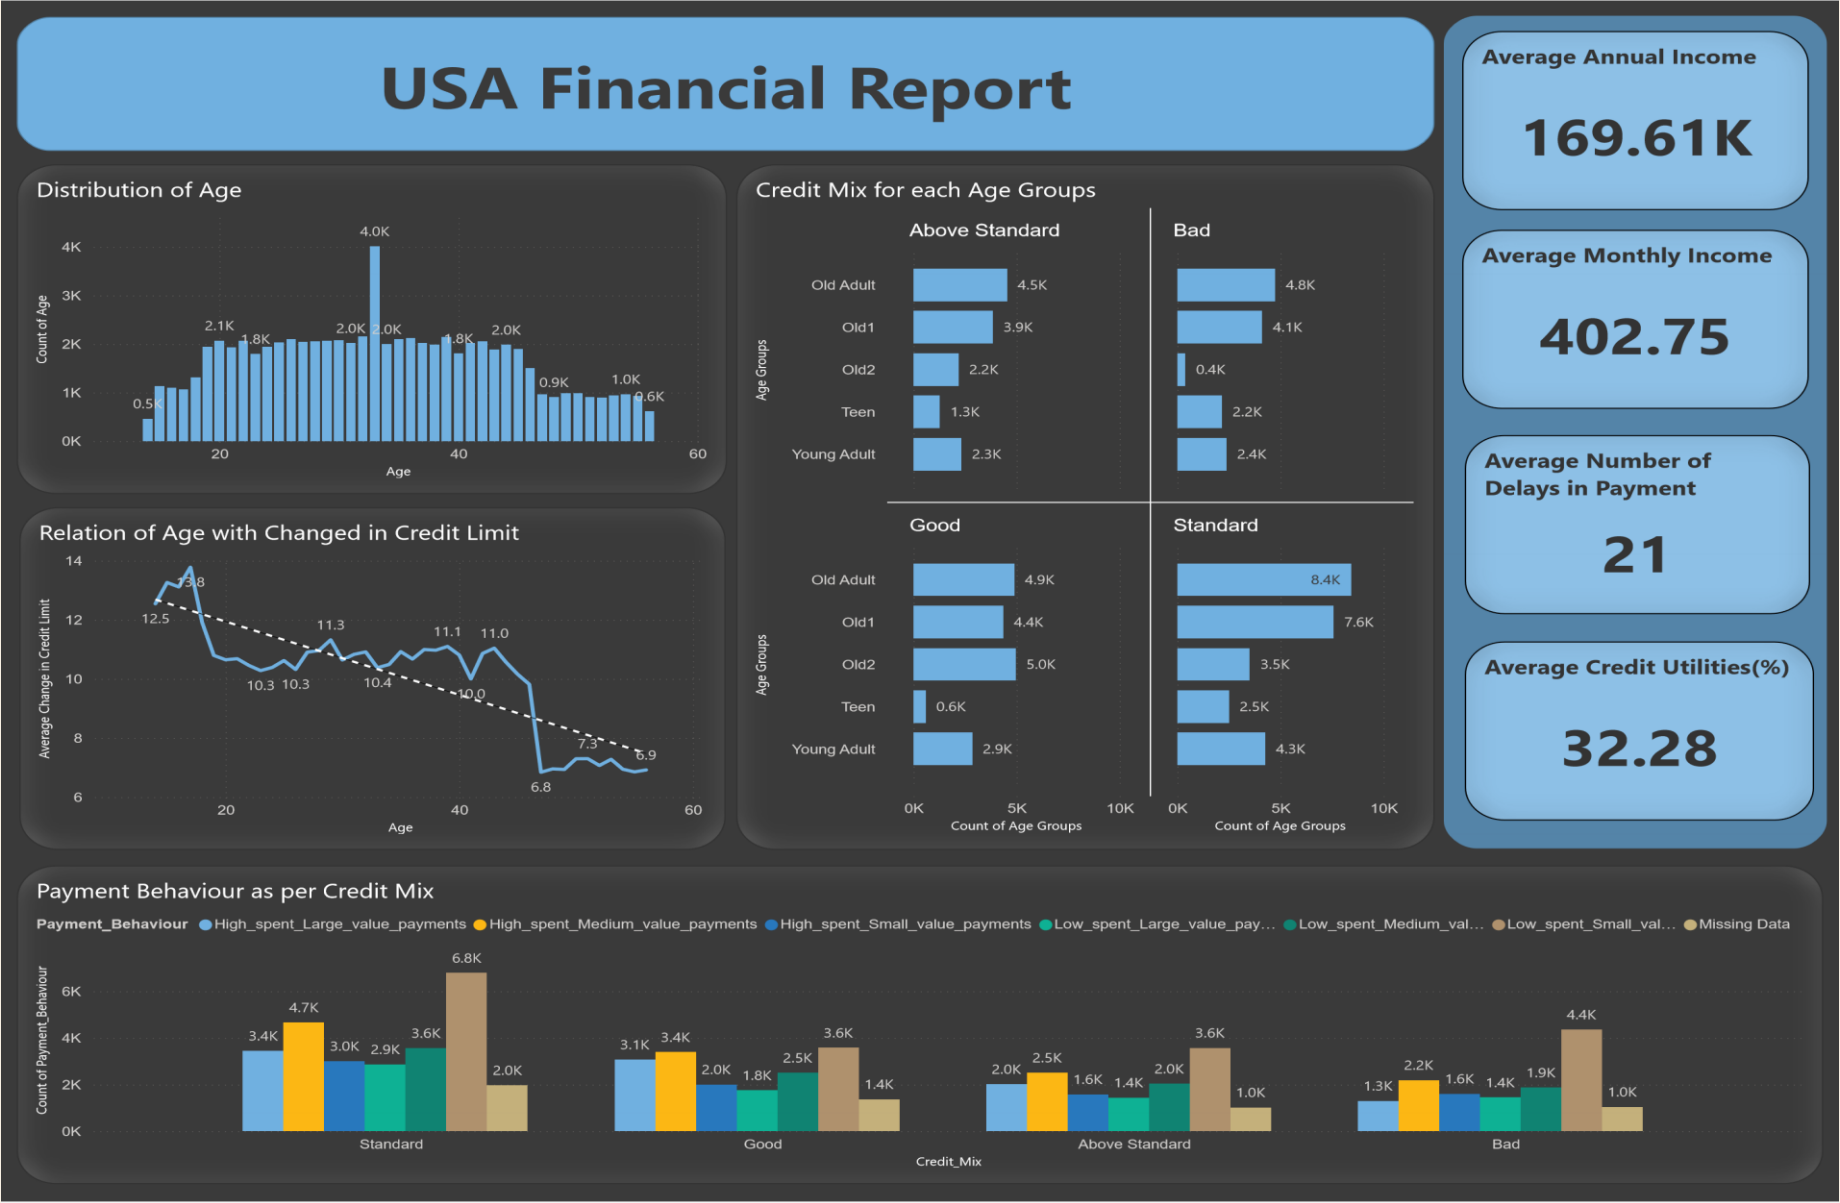 USA Financial Report
Average Annual Income
169.61K
Average Monthly Income
402.75
Average Number of
Delays in Payment
21
Average Credit Utilities(%)
32.28
Distribution of Age
Count of Age
4K
3K
2K
1K
0K
0.5K
2.1K
1.8K
2.0K
4.0K
2.0K
1.8K
2.0K
0.9K
1.0K
0.6K
20
40
60
Age
Relation of Age with Changed in Credit Limit
Average Change in Credit Limit
14
12
10
8
6
12.5
13.8
10.3
10.3
11.3
10.4
11.1
10.0
11.0
6.8
7.3
6.9
20
40
60
Age
Credit Mix for each Age Groups
Above Standard
Bad
Age Groups
Old Adult 4.5K 4.8K
Old1 3.9K 4.1K
Old2 2.2K 0.4K
Teen 1.3K 2.2K
Young Adult 2.3K 2.4K
Good
Standard
Age Groups
Old Adult 4.9K 8.4K
Old1 4.4K 7.6K
Old2 5.0K 3.5K
Teen 0.6K 2.5K
Young Adult 2.9K 4.3K
0K 5K 10K 0K 5K 10K
Count of Age Groups
Count of Age Groups
Payment Behaviour as per Credit Mix
Payment_Behaviour High_spent_Large_value_payments High_spent_Medium_value_payments High_spent_Small_value_payments Low_spent_Large_value_pay... Low_spent_Medium_val... Low_spent_Small_val... Missing Data
Count of Payment_Behaviour
6K
4K
2K
0K
3.4K 4.7K 3.0K 2.9K 3.6K 6.8K 2.0K
3.1K 3.4K 2.0K 1.8K 2.5K 3.6K 1.4K
2.0K 2.5K 1.6K 1.4K 2.0K 3.6K 1.0K
1.3K 2.2K 1.6K 1.4K 1.9K 4.4K 1.0K
Standard
Good
Above Standard
Bad
Credit_Mix